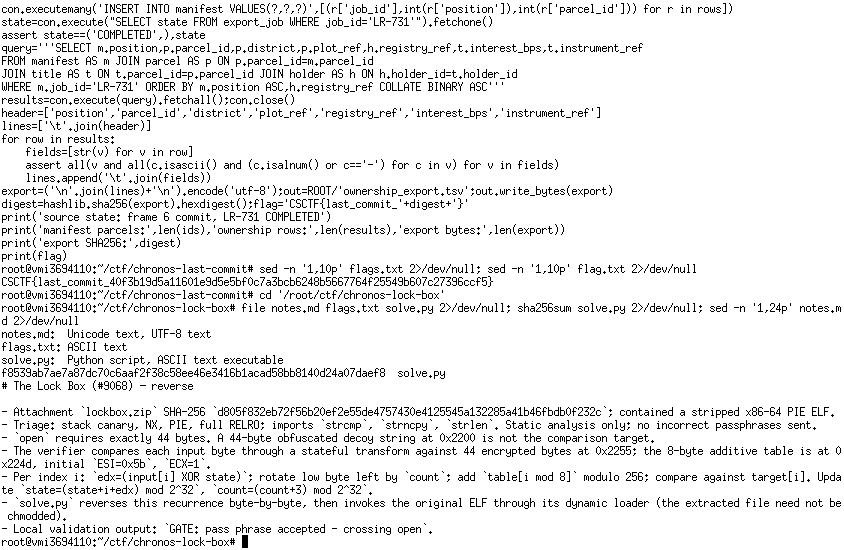 con.executemany('INSERT INTO manifest VALUES(?,?,?)',[(r['job_id'],int(r['position']),int(r['parcel_id'])) for r in rows])
state=con.execute("SELECT state FROM export_job WHERE job_id='LR-731'").fetchone()
assert state==('COMPLETED',),state
query='''SELECT m.position,p.parcel_id,p.district,p.plot_ref,h.registry_ref,t.interest_bps,t.instrument_ref
FROM manifest AS m JOIN parcel AS p ON p.parcel_id=m.parcel_id
JOIN title AS t ON t.parcel_id=p.parcel_id JOIN holder AS h ON h.holder_id=t.holder_id
WHERE m.job_id='LR-731' ORDER BY m.position ASC,h.registry_ref COLLATE BINARY ASC'''
results=con.execute(query).fetchall();con.close()
header=['position','parcel_id','district','plot_ref','registry_ref','interest_bps','instrument_ref']
lines=['\t'.join(header)]
for row in results:
    fields=[str(v) for v in row]
    assert all(v and all(c.isascii() and (c.isalnum() or c=='-') for c in v) for v in fields)
    lines.append('\t'.join(fields))
export=('\n'.join(lines)+'\n').encode('utf-8');out=ROOT/'ownership_export.tsv';out.write_bytes(export)
digest=hashlib.sha256(export).hexdigest();flag='CSCTF{last_commit_'+digest+'}'
print('source state: frame 6 commit, LR-731 COMPLETED')
print('manifest parcels:',len(ids),'ownership rows:',len(results),'export bytes:',len(export))
print('export SHA256:',digest)
print(flag)
root@vmi3694110:~/ctf/chronos-last-commit# sed -n '1,10p' flags.txt 2>/dev/null; sed -n '1,10p' flag.txt 2>/dev/null
CSCTF{last_commit_40f3b19d5a11601e9d5e5bf0c7a3bcb6248b5667764f25549b607c27396ccf5}
root@vmi3694110:~/ctf/chronos-last-commit# cd '/root/ctf/chronos-lock-box'
root@vmi3694110:~/ctf/chronos-lock-box# file notes.md flags.txt solve.py 2>/dev/null; sha256sum solve.py 2>/dev/null; sed -n '1,24p' notes.m
d 2>/dev/null
notes.md:  Unicode text, UTF-8 text
flags.txt: ASCII text
solve.py:  Python script, ASCII text executable
f8539ab7ae7a87dc70c6aaf2f38c58ee46e3416b1acad58bb8140d24a07daef8  solve.py
# The Lock Box (#9068) — reverse

- Attachment `lockbox.zip` SHA-256 `d805f832eb72f56b20ef2e55de4757430e4125545a132285a41b46fbdb0f232c`; contained a stripped x86-64 PIE ELF.
- Triage: stack canary, NX, PIE, full RELRO; imports `strcmp`, `strncpy`, `strlen`. Static analysis only; no incorrect passphrases sent.
- `open` requires exactly 44 bytes. A 44-byte obfuscated decoy string at 0x2200 is not the comparison target.
- The verifier compares each input byte through a stateful transform against 44 encrypted bytes at 0x2255; the 8-byte additive table is at 0
x224d, initial `ESI=0x5b`, `ECX=1`.
- Per index i: `edx=(input[i] XOR state)`; rotate low byte left by `count`; add `table[i mod 8]` modulo 256; compare against target[i]. Upda
te `state=(state+i+edx) mod 2^32`, `count=(count+3) mod 2^32`.
- `solve.py` reverses this recurrence byte-by-byte, then invokes the original ELF through its dynamic loader (the extracted file need not be
 chmodded).
- Local validation output: `GATE: pass phrase accepted — crossing open`.
root@vmi3694110:~/ctf/chronos-lock-box#